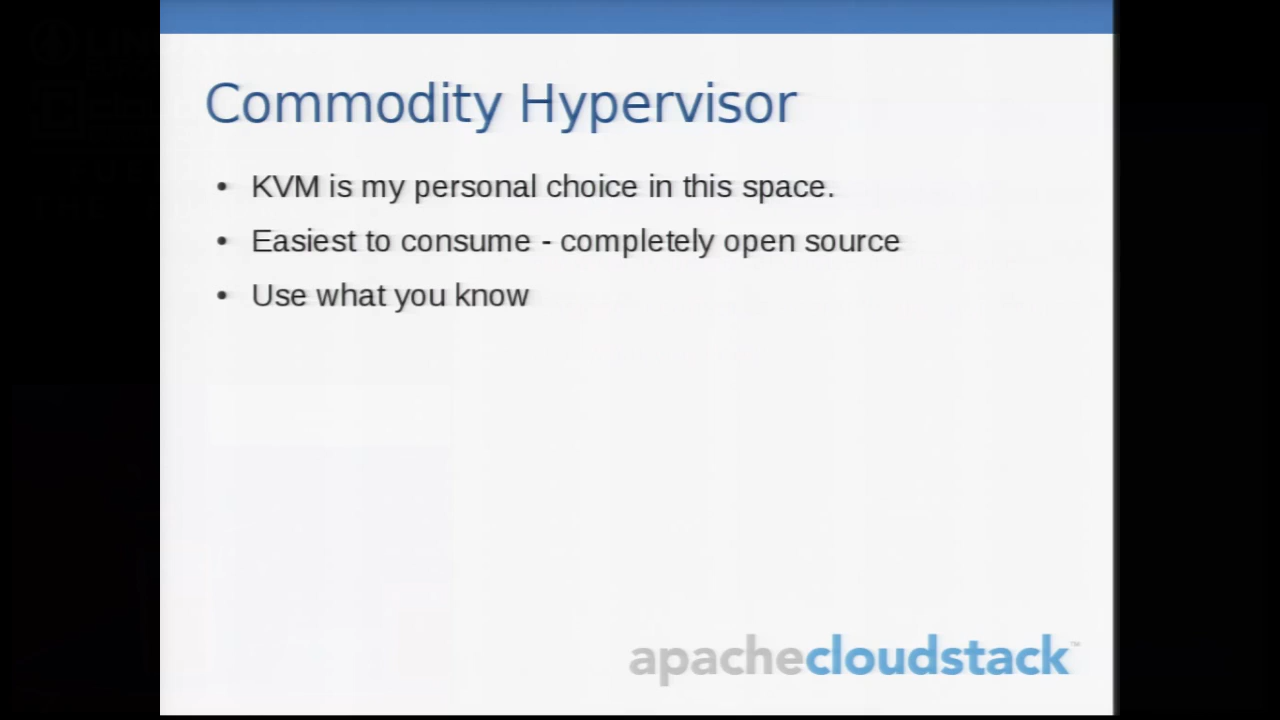 Commodity Hypervisor
• KVM is my personal choice in this space.
• Easiest to consume - completely open source
• Use what you know
apachecloudstack™